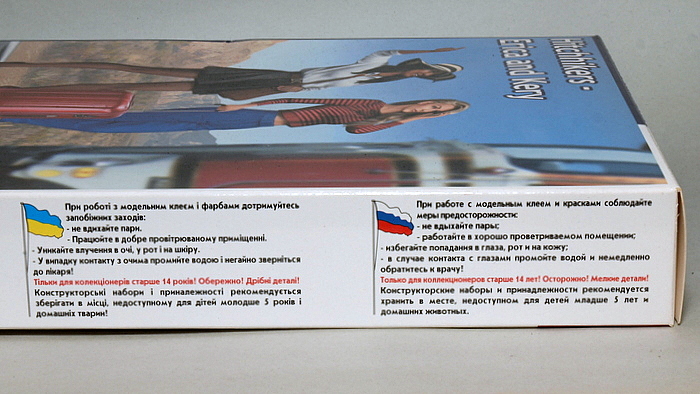 Hitchhikers -
Erica and Kery
При роботі з модельним клеєм і фарбами дотримуйтесь
запобіжних заходів:
- не вдихайте пари.
- Працюйте в добре провітрюваному приміщенні.
- Уникайте влучення в очі, у рот і на шкіру.
- У випадку контакту з очима промийте водою і негайно зверніться
до лікаря!
Тільки для колекціонерів старше 14 років! Обережно! Дрібні деталі!
Конструкторські набори і приналежності рекомендується
зберігати в місці, недоступному для дітей молодше 5 років і
домашніх тварин!
При работе с модельным клеем и красками соблюдайте
меры предосторожности:
- не вдыхайте пары;
- работайте в хорошо проветриваемом помещении;
- избегайте попадания в глаза, рот и на кожу;
- в случае контакта с глазами промойте водой и немедленно
обратитесь к врачу!
Только для коллекционеров старше 14 лет! Осторожно! Мелкие детали!
Конструкторские наборы и принадлежности рекомендуется
хранить в месте, недоступном для детей младше 5 лет и
домашних животных.